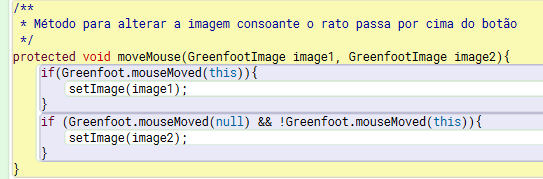 /**
 * Método para alterar a imagem consoante o rato passa por cima do botão
 */
protected void moveMouse(GreenfootImage image1, GreenfootImage image2){
    if(Greenfoot.mouseMoved(this)){
        setImage(image1);
    }
    if (Greenfoot.mouseMoved(null) && !Greenfoot.mouseMoved(this)){
        setImage(image2);
    }
}